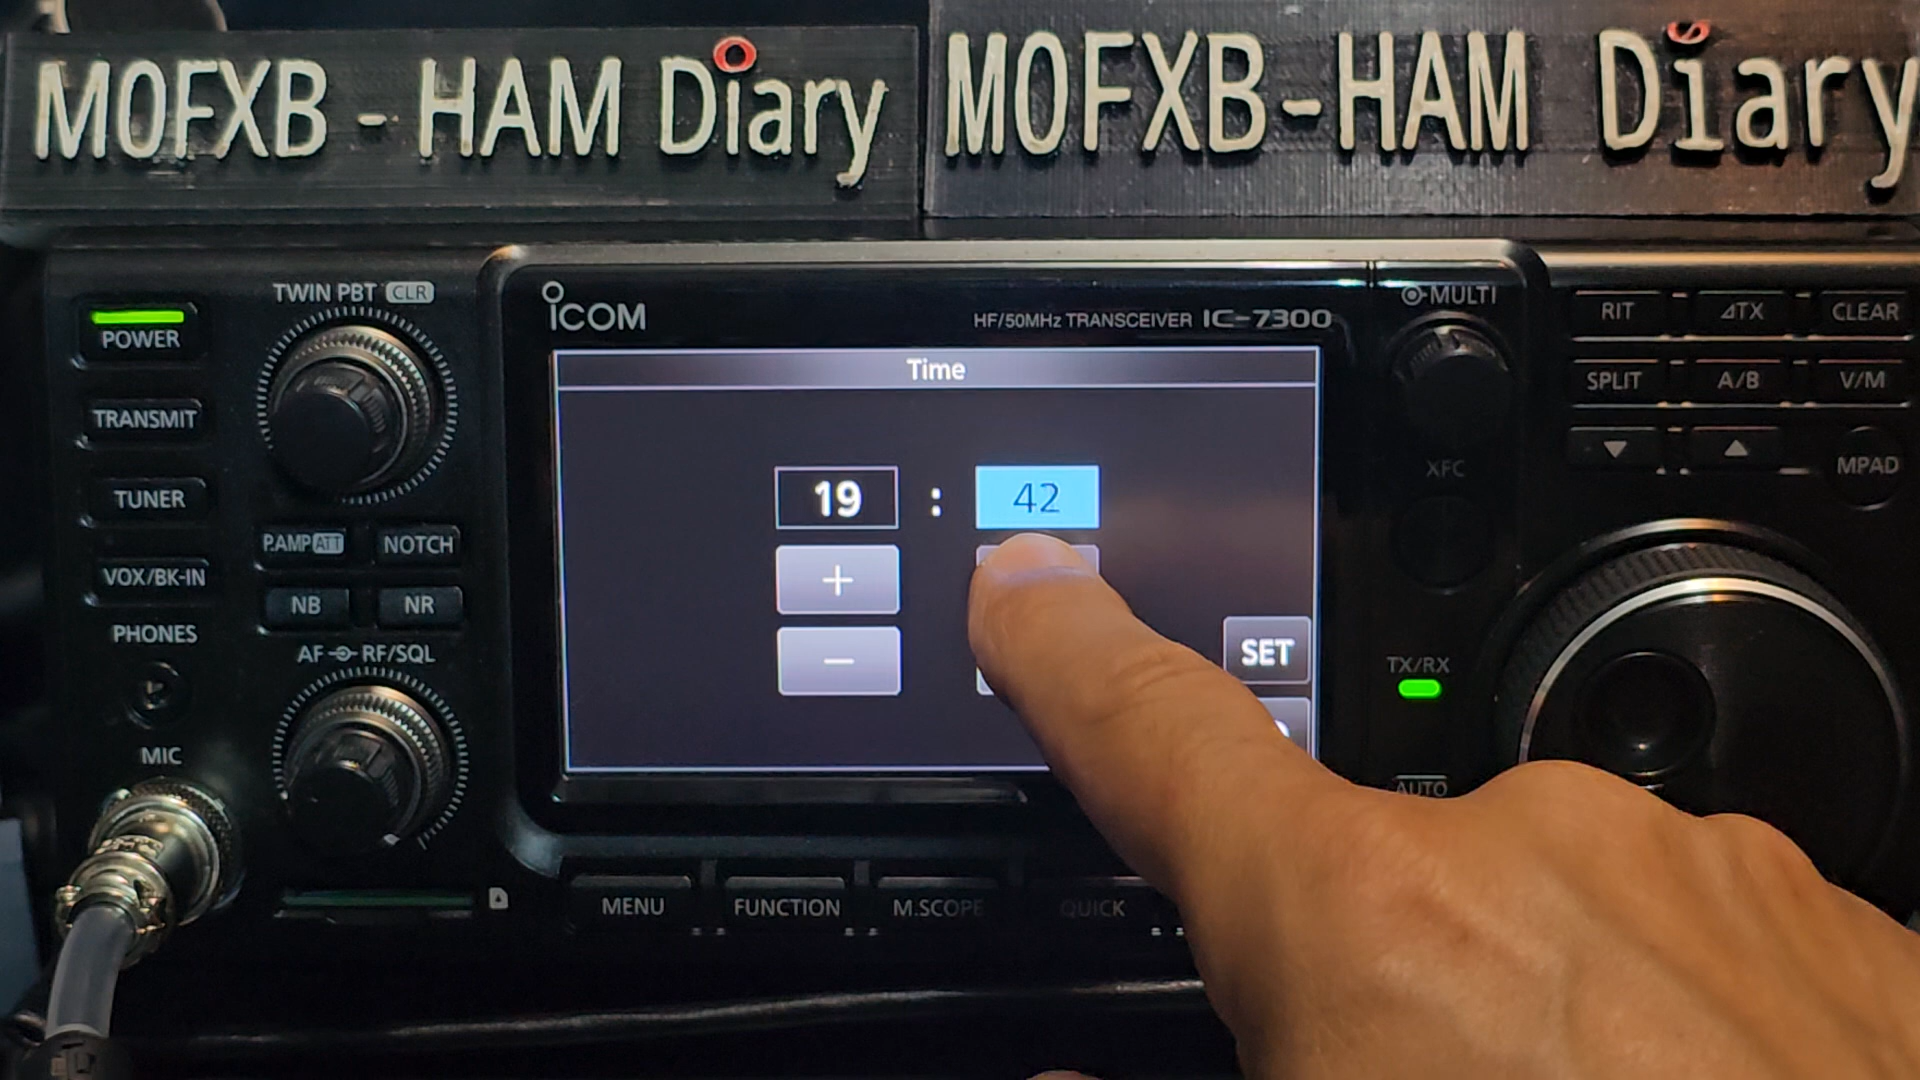 M0FXB - HAM Diary
M0FXB-HAM Diary
TWIN PBT CLR
ICOM
HF/50MHz TRANSCEIVER IC-7300
MULTI
RIT
⊿TX
CLEAR
POWER
Time
SPLIT
A/B
V/M
TRANSMIT
XFC
MPAD
TUNER
19 : 42
P.AMP ATT
NOTCH
+
VOX/BK-IN
NB
NR
PHONES
AF RF/SQL
−
SET
TX/RX
MIC
AUTO
MENU
FUNCTION
M.SCOPE
QUICK